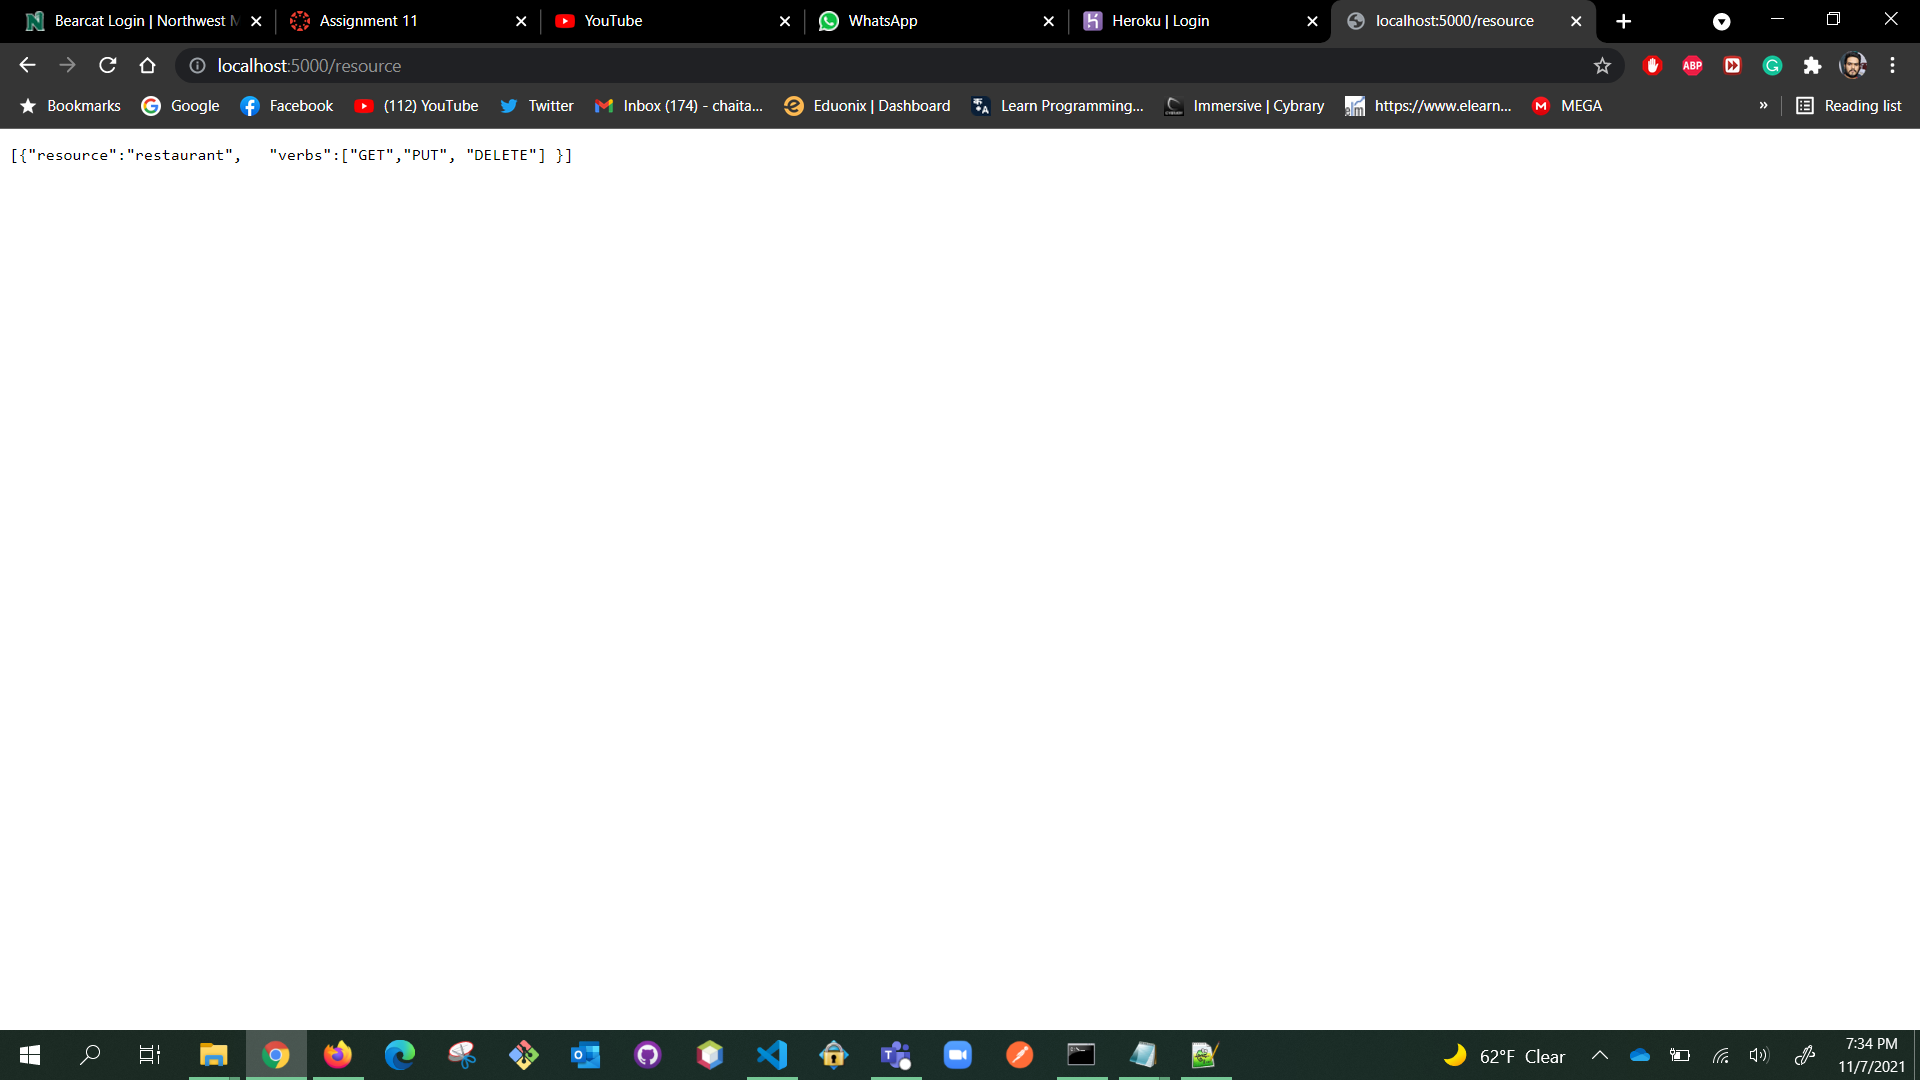 Bearcat Login | Northwest M
Assignment 11
YouTube
WhatsApp
Heroku | Login
localhost:5000/resource
localhost:5000/resource
ABP
Bookmarks
Google
Facebook
(112) YouTube
Twitter
Inbox (174) - chaita...
Eduonix | Dashboard
Learn Programming...
Immersive | Cybrary
https://www.elearn...
MEGA
»
Reading list
[{"resource":"restaurant",   "verbs":["GET","PUT", "DELETE"] }]
62°F Clear
7:34 PM
11/7/2021